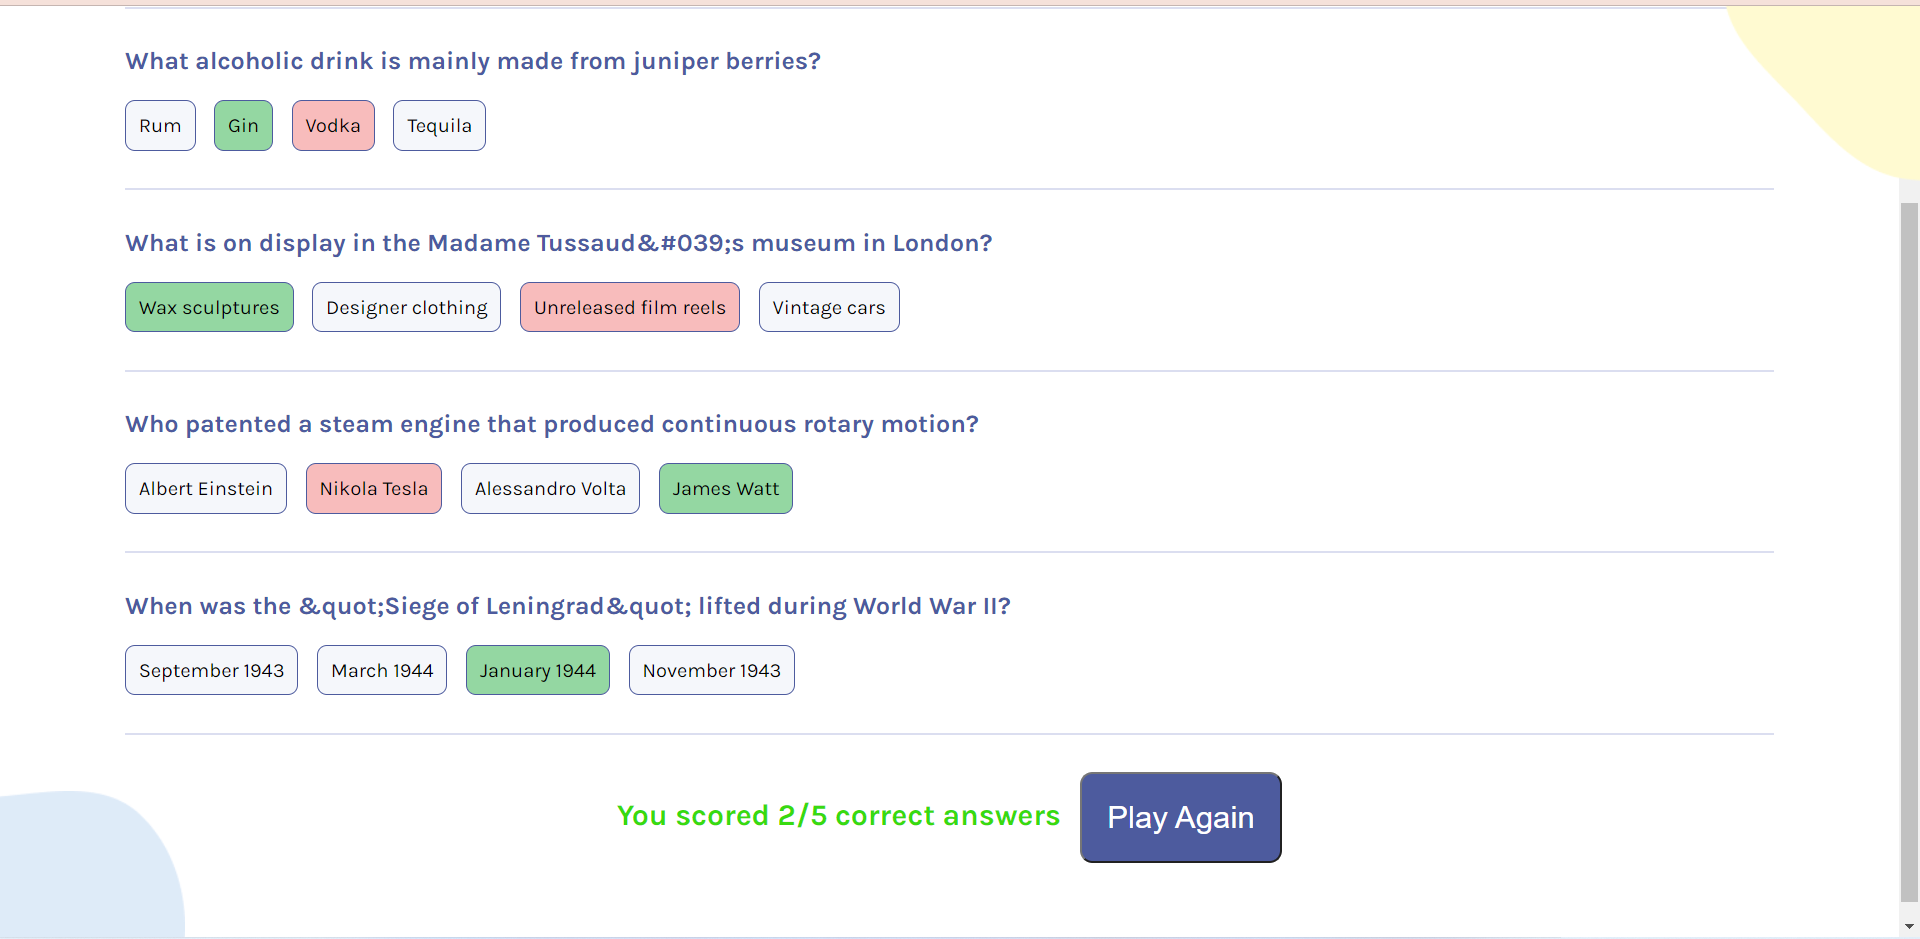 What alcoholic drink is mainly made from juniper berries?
Rum Gin Vodka Tequila
What is on display in the Madame Tussaud&#039;s museum in London?
Wax sculptures Designer clothing Unreleased film reels Vintage cars
Who patented a steam engine that produced continuous rotary motion?
Albert Einstein Nikola Tesla Alessandro Volta James Watt
When was the &quot;Siege of Leningrad&quot; lifted during World War II?
September 1943 March 1944 January 1944 November 1943
You scored 2/5 correct answers Play Again